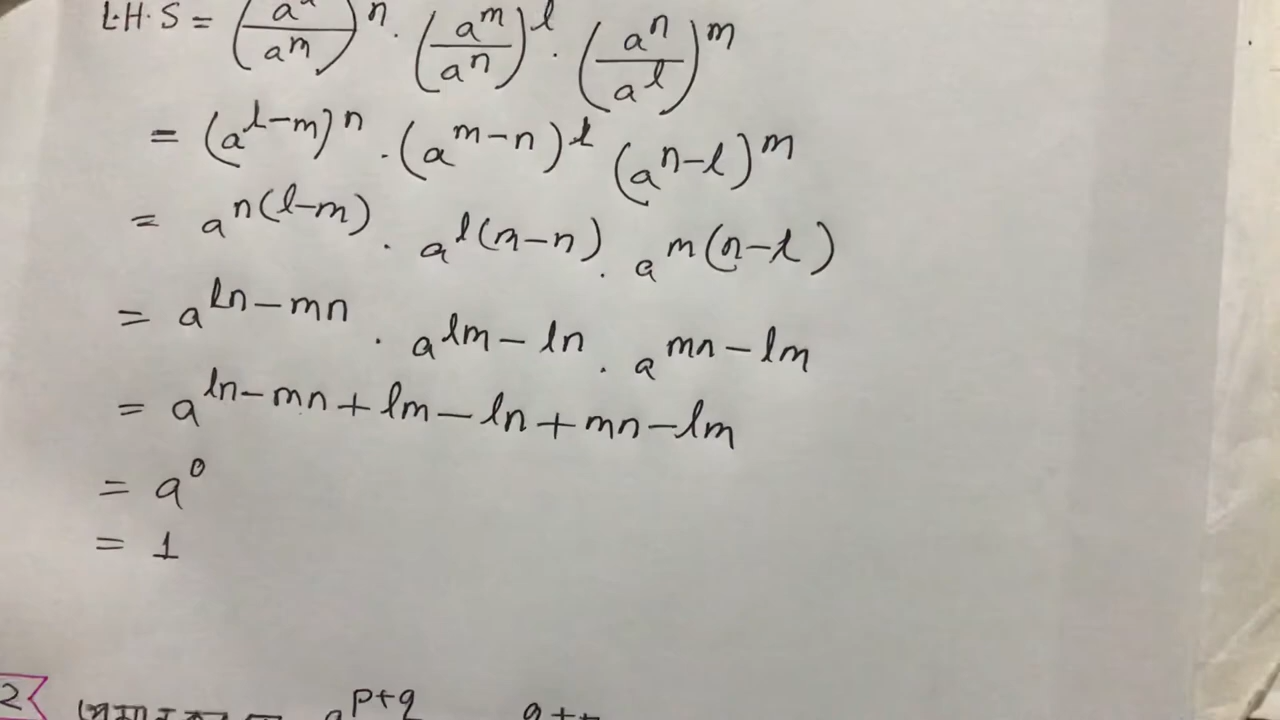 L.H.S = (a^l/a^m)^n . (a^m/a^n)^l . (a^n/a^l)^m
= (a^(l-m))^n . (a^(m-n))^l (a^(n-l))^m
= a^(n(l-m)) . a^(l(m-n)) . a^(m(n-l))
= a^(ln-mn) . a^(lm-ln) . a^(mn-lm)
= a^(ln-mn+lm-ln+mn-lm)
= a^0
= 1
2 a^(p+q)